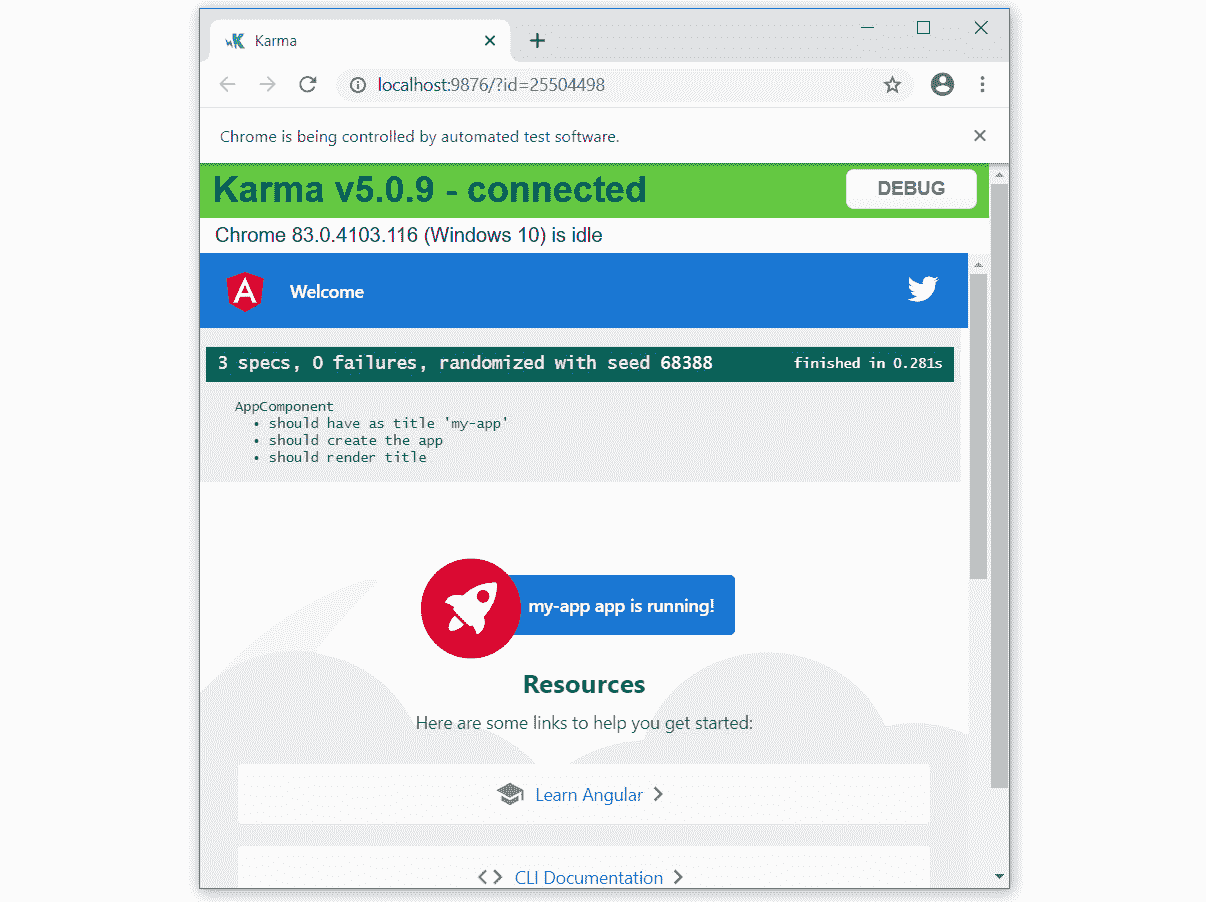 Karma
localhost:9876/?id=25504498
Chrome is being controlled by automated test software.
Karma v5.0.9 - connected
DEBUG
Chrome 83.0.4103.116 (Windows 10) is idle
Welcome
3 specs, 0 failures, randomized with seed 68388
finished in 0.281s
AppComponent
• should have as title 'my-app'
• should create the app
• should render title
my-app app is running!
Resources
Here are some links to help you get started:
Learn Angular
CLI Documentation